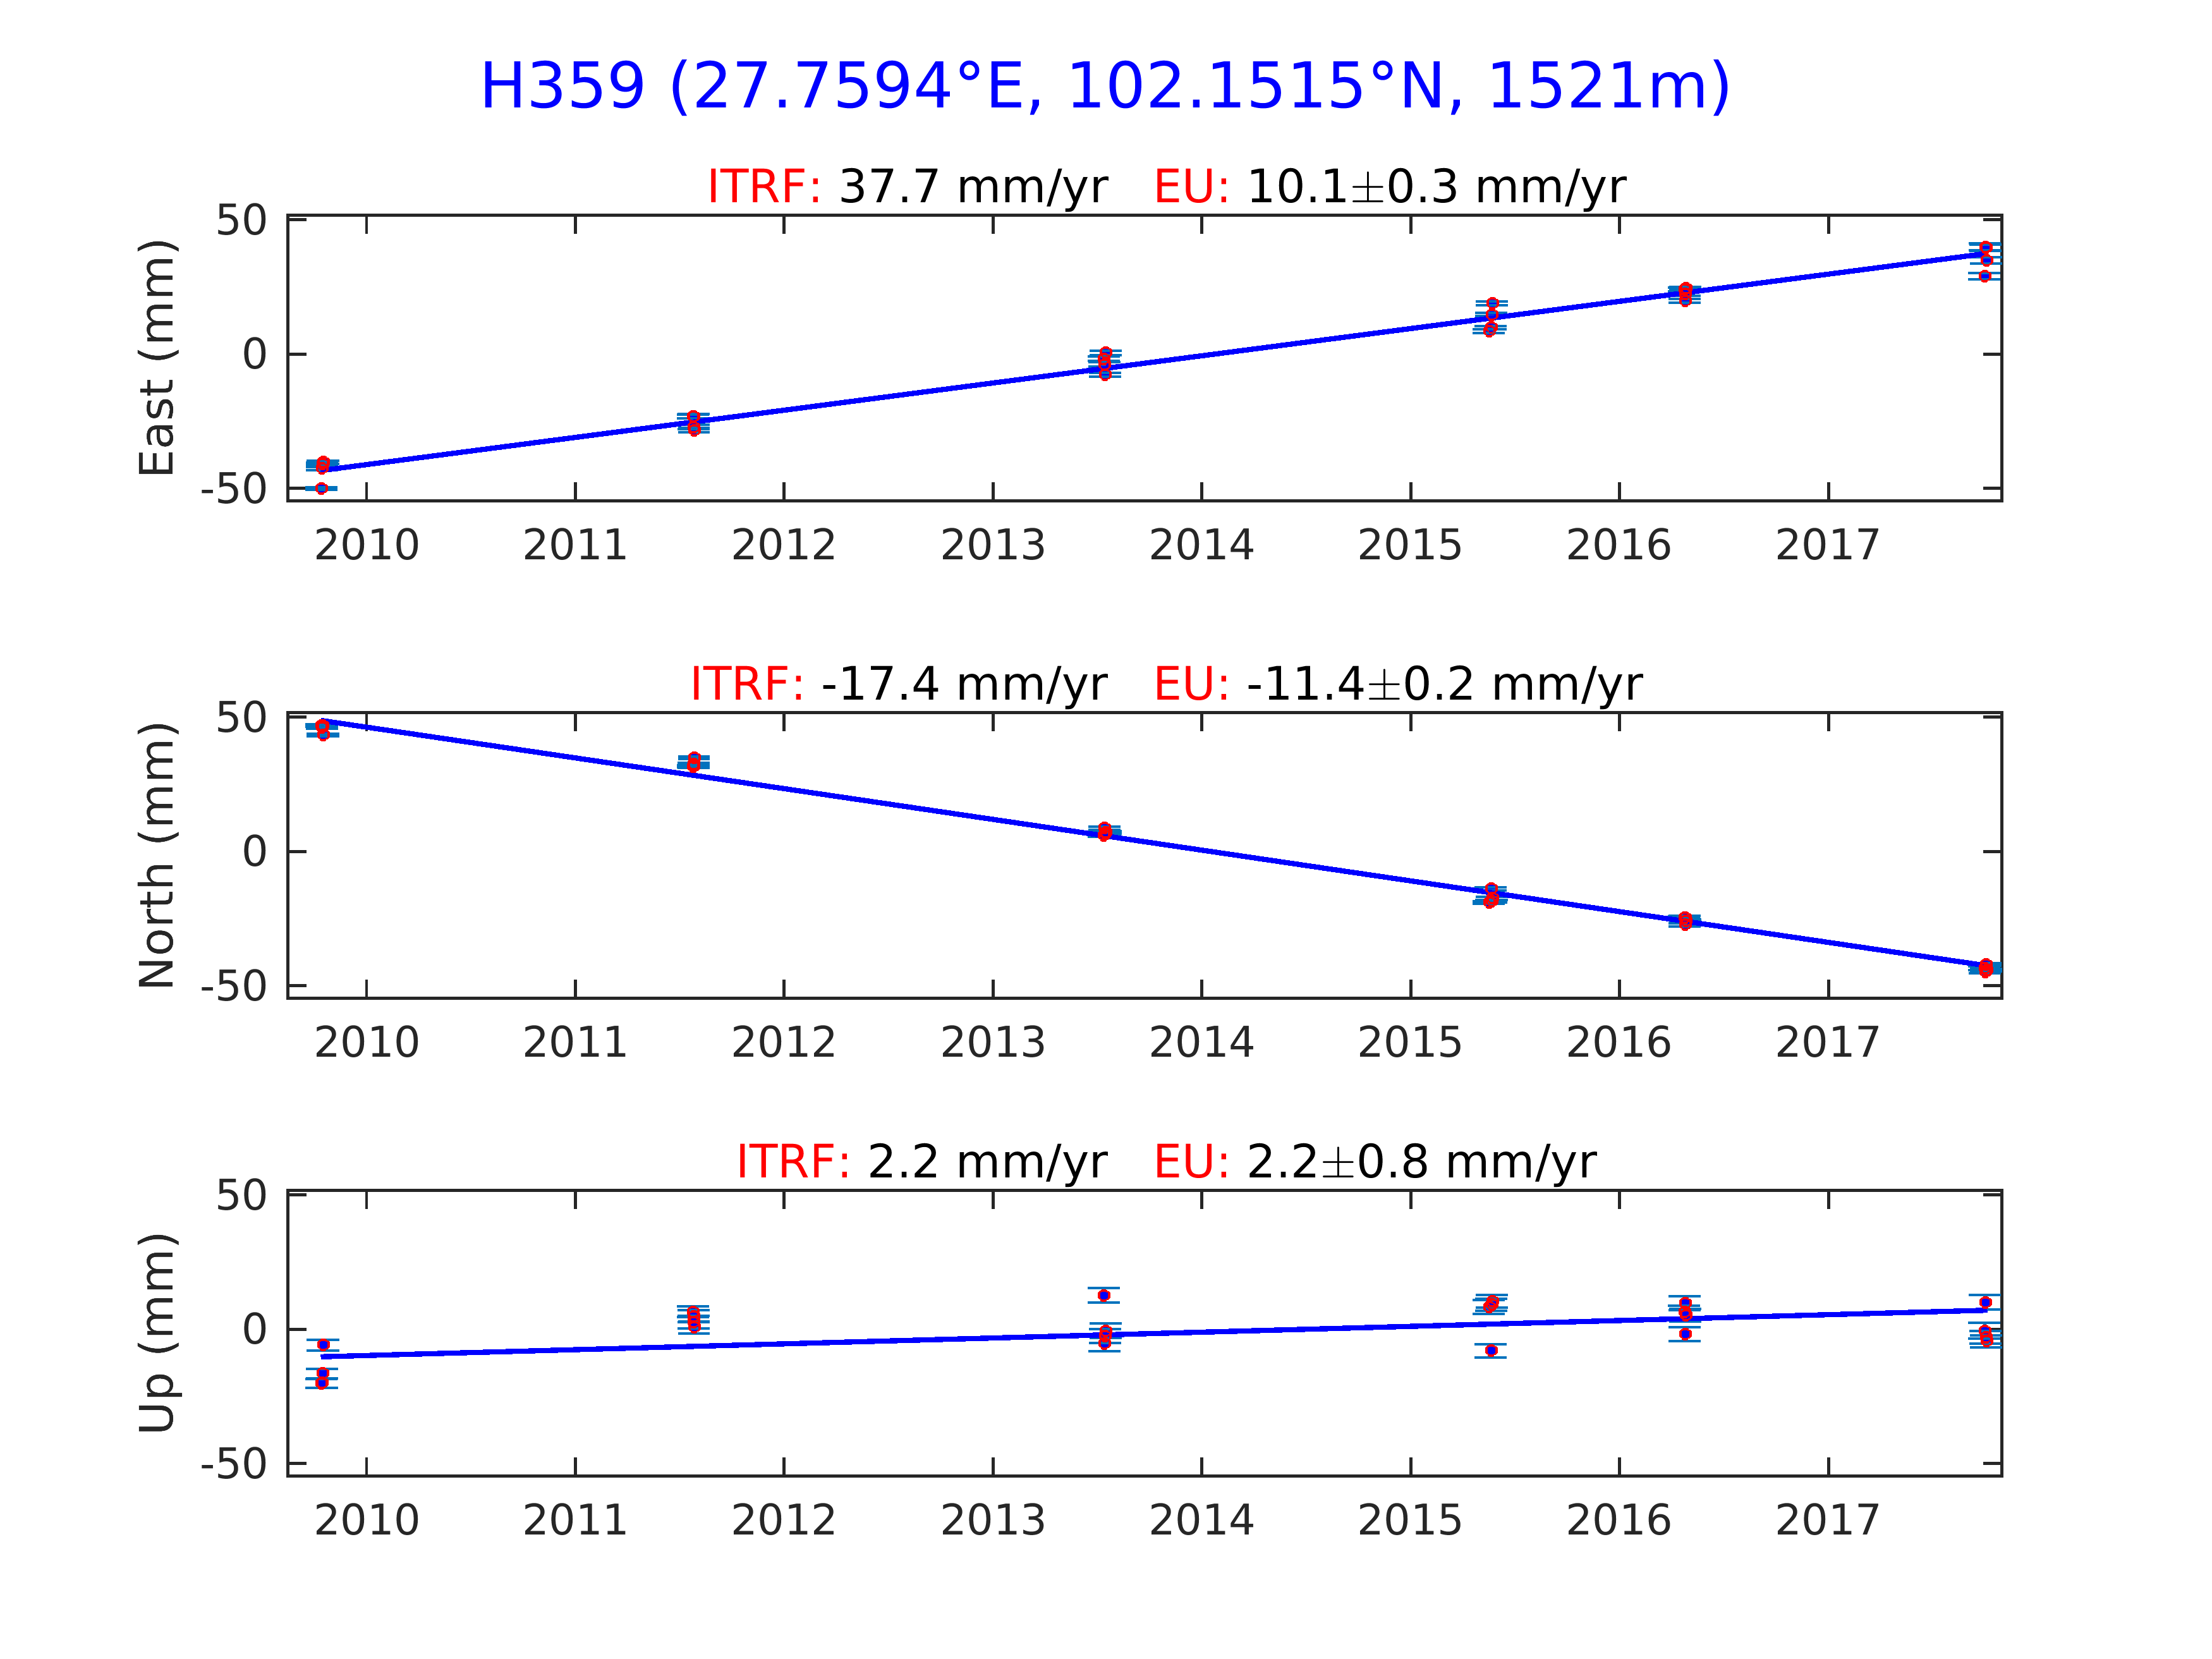 H359 (27.7594°E, 102.1515°N, 1521m)
ITRF: 37.7 mm/yr EU: 10.1±0.3 mm/yr
East (mm)
50
0
-50
2010 2011 2012 2013 2014 2015 2016 2017
ITRF: -17.4 mm/yr EU: -11.4±0.2 mm/yr
North (mm)
50
0
-50
2010 2011 2012 2013 2014 2015 2016 2017
ITRF: 2.2 mm/yr EU: 2.2±0.8 mm/yr
Up (mm)
50
0
-50
2010 2011 2012 2013 2014 2015 2016 2017